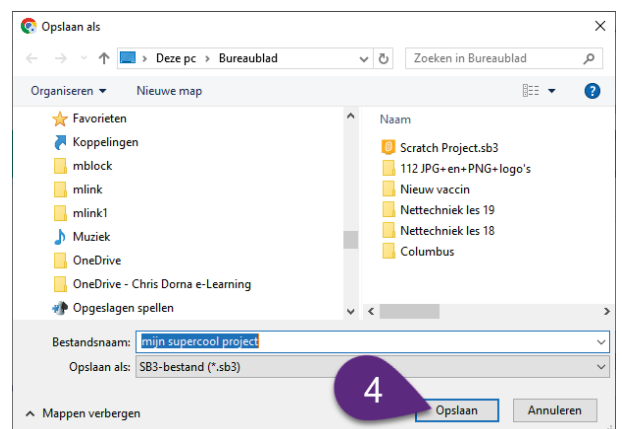 Opslaan als
Deze pc > Bureaublad
Zoeken in Bureaublad
Organiseren
Nieuwe map
Favorieten
Koppelingen
mblock
mlink
mlink1
Muziek
OneDrive
OneDrive - Chris Dorna e-Learning
Opgeslagen spellen
Naam
Scratch Project.sb3
112 JPG+en+PNG+logo's
Nieuw vaccin
Nettechniek les 19
Nettechniek les 18
Columbus
Bestandsnaam: mijn supercool project
Opslaan als: SB3-bestand (*.sb3)
4
Mappen verbergen
Opslaan
Annuleren